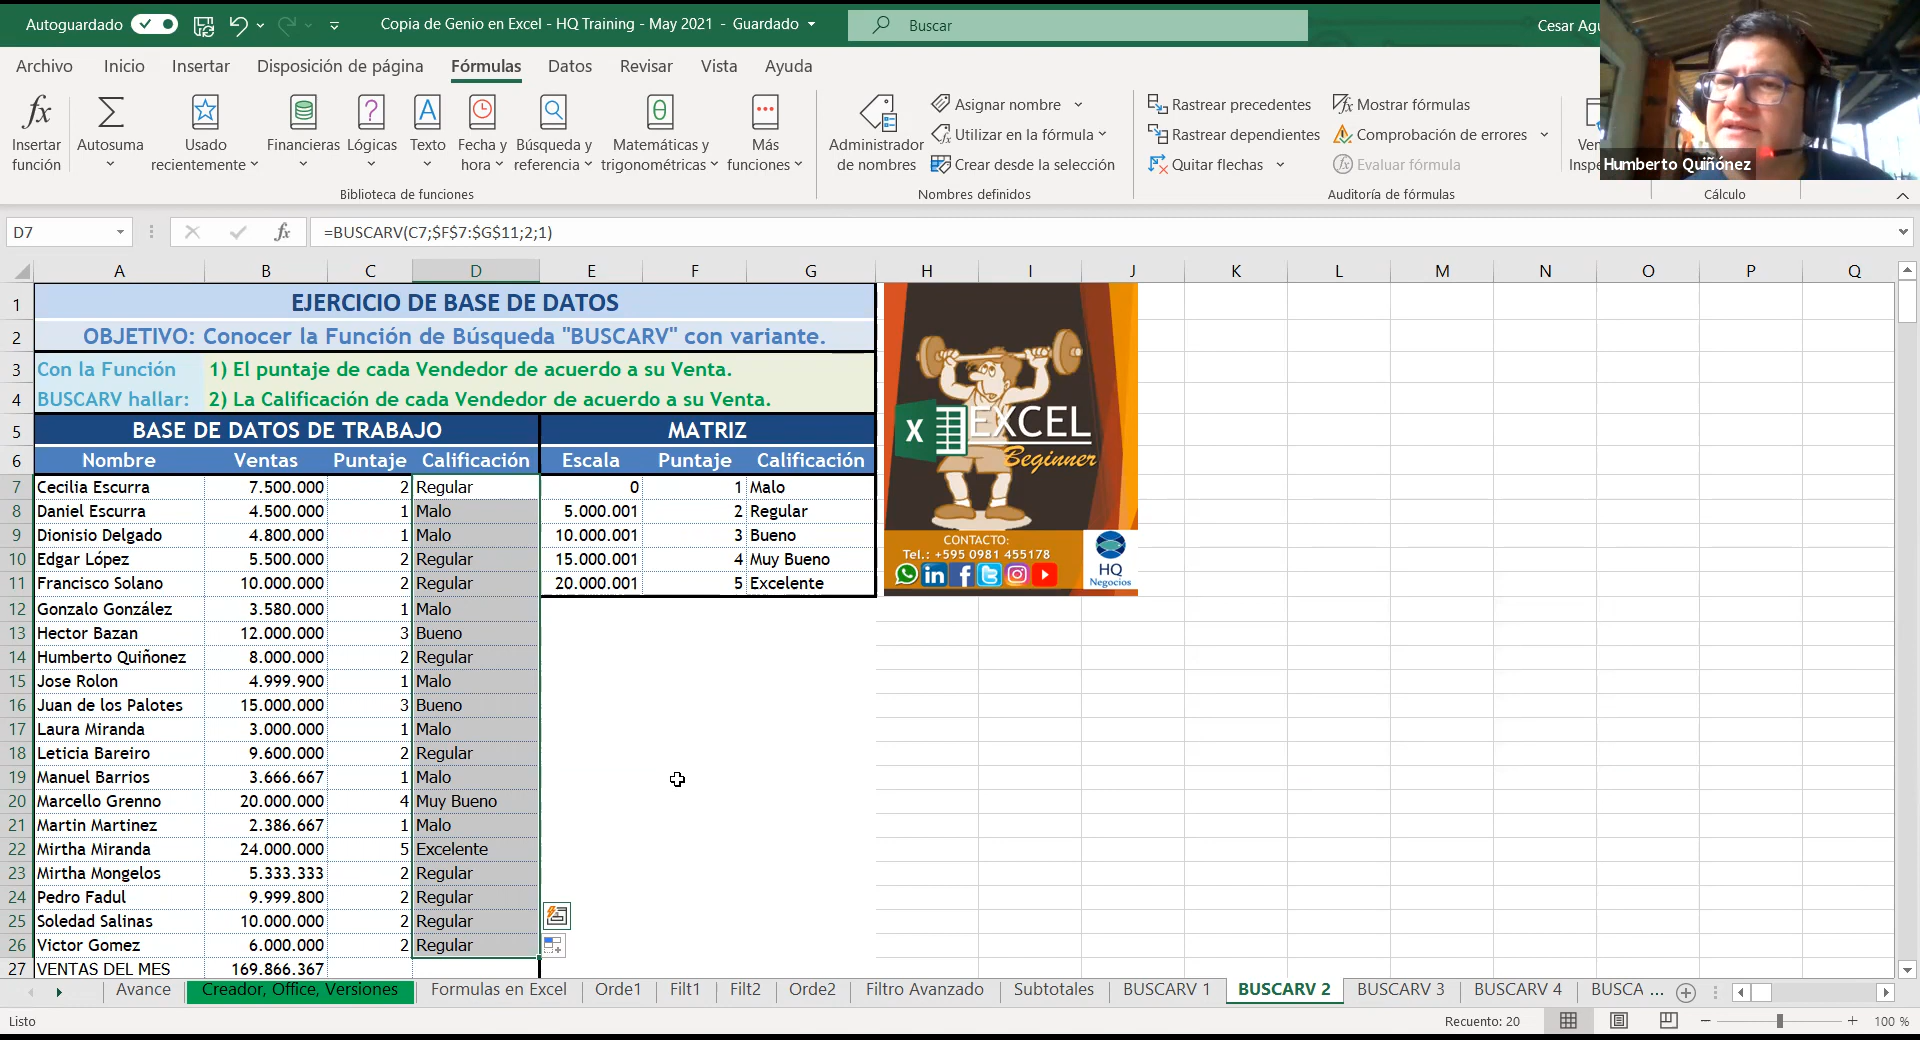 Autoguardado
Copia de Genio en Excel - HQ Training - May 2021 - Guardado
Buscar
Cesar Agu
Archivo Inicio Insertar Disposición de página Fórmulas Datos Revisar Vista Ayuda
Insertar función
Autosuma
Usado recientemente
Financieras
Lógicas
Texto
Fecha y hora
Búsqueda y referencia
Matemáticas y trigonométricas
Más funciones
Biblioteca de funciones
Administrador de nombres
Asignar nombre
Utilizar en la fórmula
Crear desde la selección
Nombres definidos
Rastrear precedentes
Rastrear dependientes
Quitar flechas
Mostrar fórmulas
Comprobación de errores
Evaluar fórmula
Auditoría de fórmulas
Ven
Inspe
Cálculo
Humberto Quiñónez
D7
fx
=BUSCARV(C7;$F$7:$G$11;2;1)
A B C D E F G H I J K L M N O P Q
1 EJERCICIO DE BASE DE DATOS
2 OBJETIVO: Conocer la Función de Búsqueda "BUSCARV" con variante.
3 Con la Función 1) El puntaje de cada Vendedor de acuerdo a su Venta.
4 BUSCARV hallar: 2) La Calificación de cada Vendedor de acuerdo a su Venta.
5 BASE DE DATOS DE TRABAJO MATRIZ
6 Nombre Ventas Puntaje Calificación Escala Puntaje Calificación
7 Cecilia Escurra 7.500.000 2 Regular 0 1 Malo
8 Daniel Escurra 4.500.000 1 Malo 5.000.001 2 Regular
9 Dionisio Delgado 4.800.000 1 Malo 10.000.001 3 Bueno
10 Edgar López 5.500.000 2 Regular 15.000.001 4 Muy Bueno
11 Francisco Solano 10.000.000 2 Regular 20.000.001 5 Excelente
12 Gonzalo González 3.580.000 1 Malo
13 Hector Bazan 12.000.000 3 Bueno
14 Humberto Quiñonez 8.000.000 2 Regular
15 Jose Rolon 4.999.900 1 Malo
16 Juan de los Palotes 15.000.000 3 Bueno
17 Laura Miranda 3.000.000 1 Malo
18 Leticia Bareiro 9.600.000 2 Regular
19 Manuel Barrios 3.666.667 1 Malo
20 Marcello Grenno 20.000.000 4 Muy Bueno
21 Martin Martinez 2.386.667 1 Malo
22 Mirtha Miranda 24.000.000 5 Excelente
23 Mirtha Mongelos 5.333.333 2 Regular
24 Pedro Fadul 9.999.800 2 Regular
25 Soledad Salinas 10.000.000 2 Regular
26 Victor Gomez 6.000.000 2 Regular
27 VENTAS DEL MES 169.866.367
X EXCEL
Beginner
CONTACTO:
Tel.: +595 0981 455178
HQ
Negocios
Avance Creador, Office, Versiones Formulas en Excel Orde1 Filt1 Filt2 Orde2 Filtro Avanzado Subtotales BUSCARV 1 BUSCARV 2 BUSCARV 3 BUSCARV 4 BUSCA ...
Listo
Recuento: 20
100 %